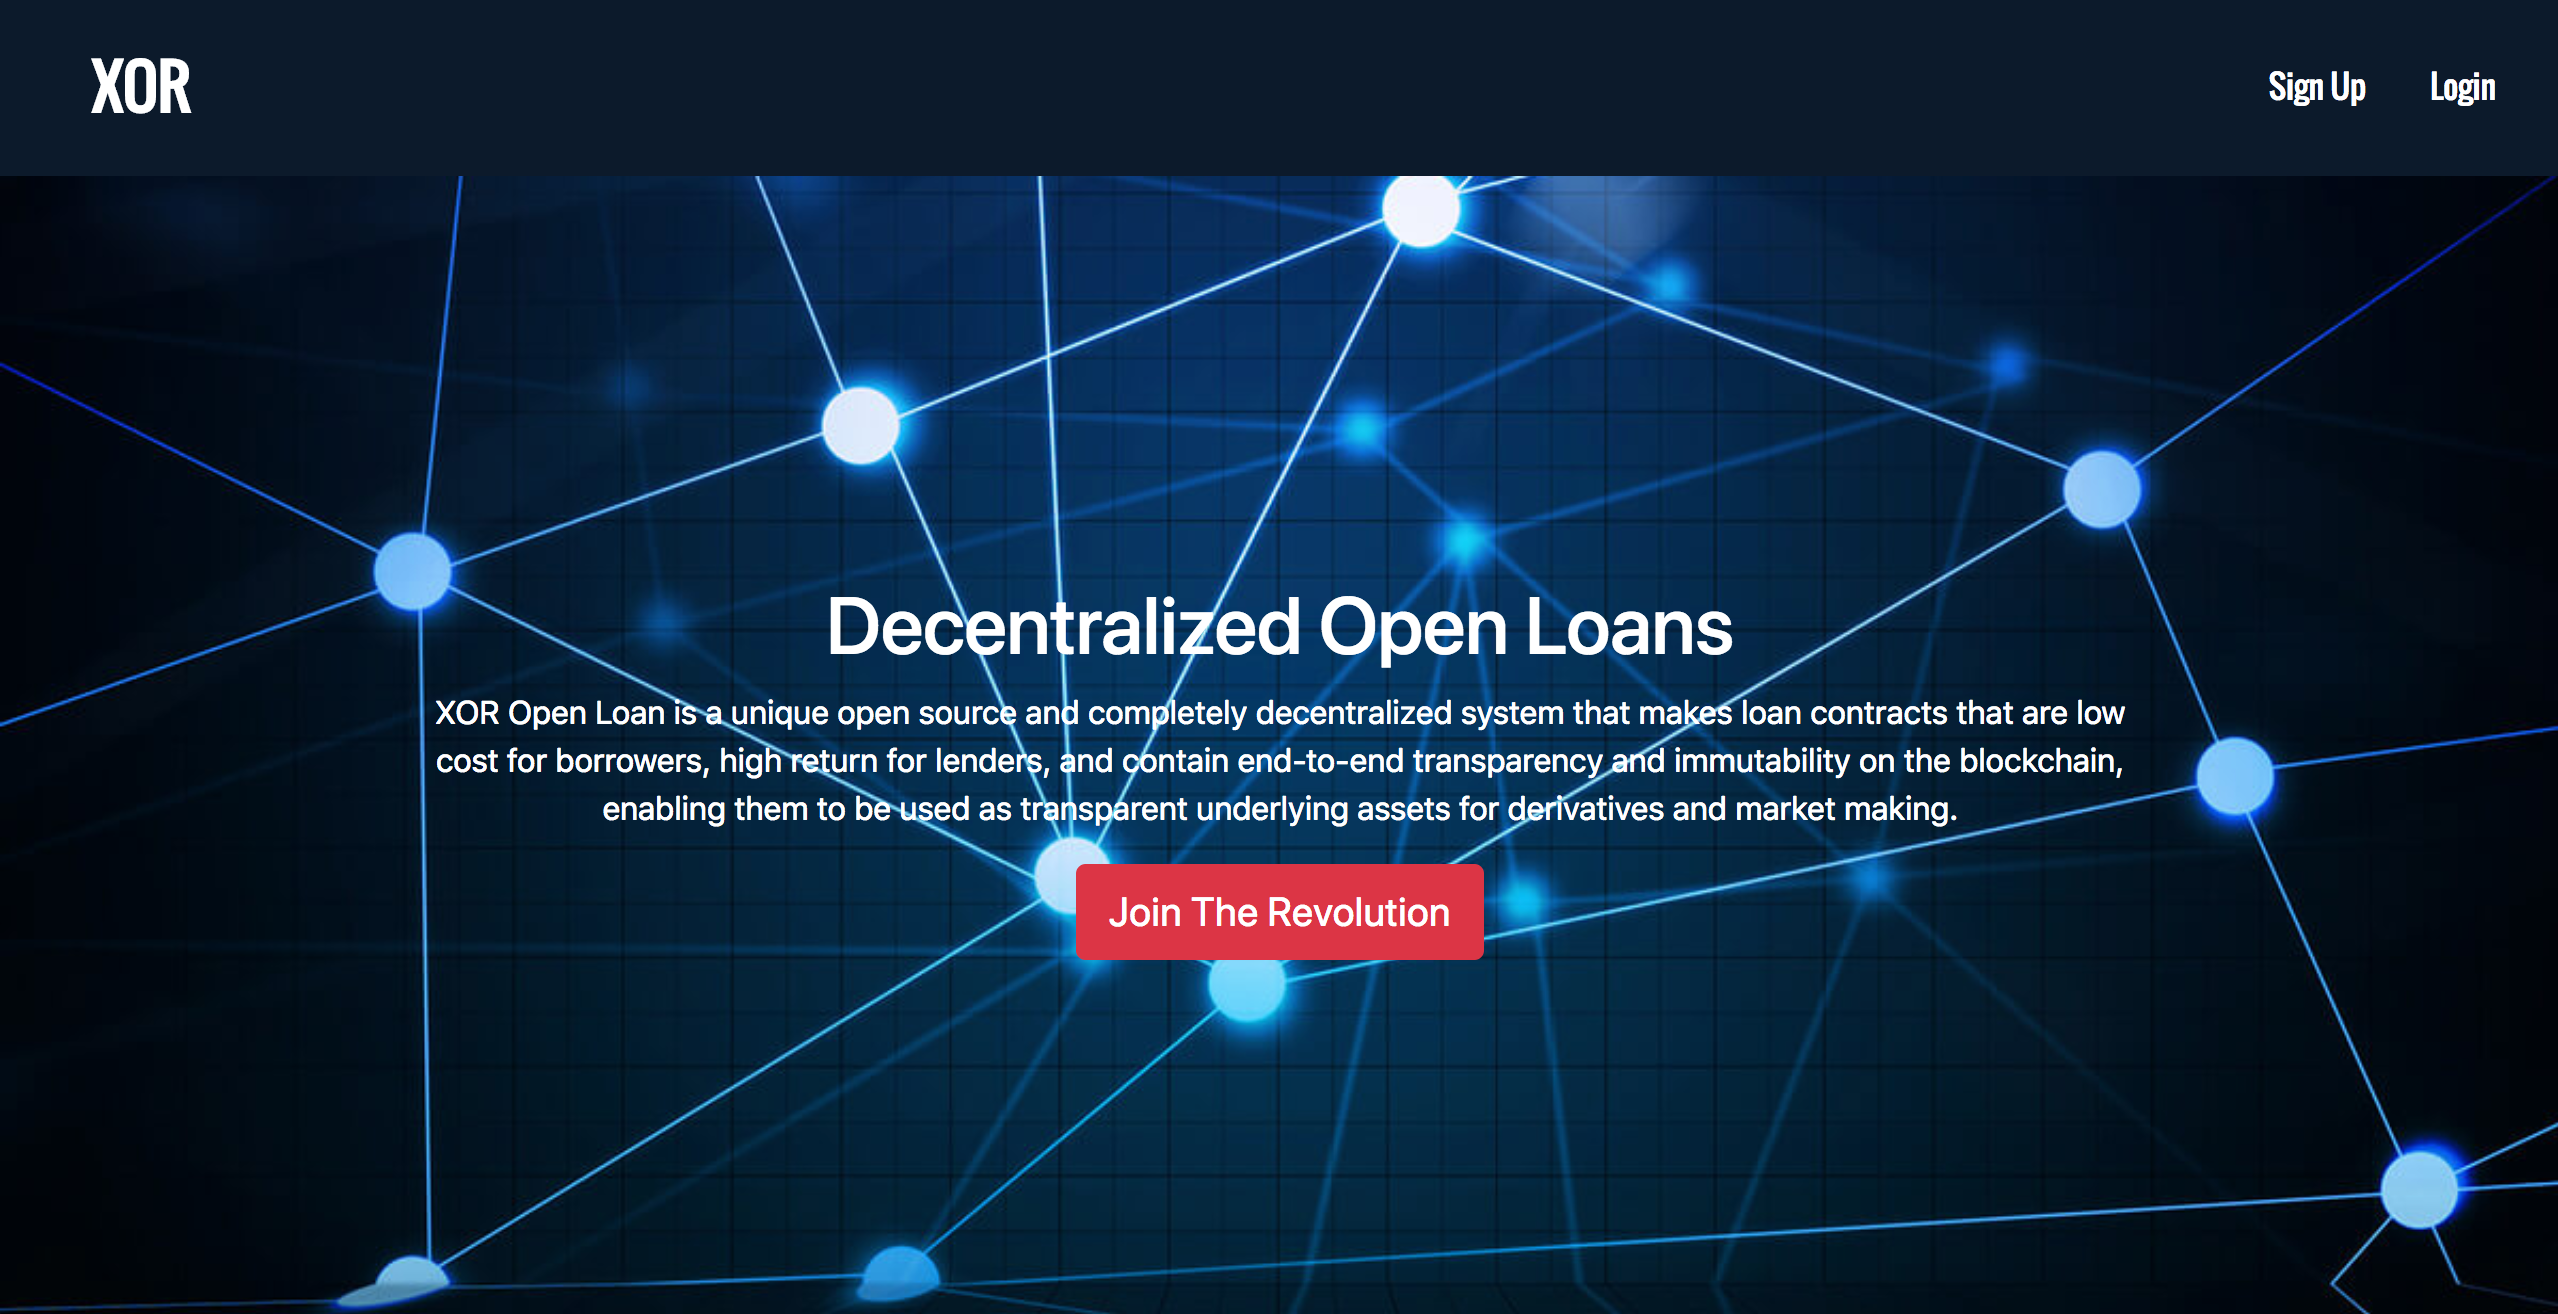 XOR
Sign Up
Login
Decentralized Open Loans
XOR Open Loan is a unique open source and completely decentralized system that makes loan contracts that are low
cost for borrowers, high return for lenders, and contain end-to-end transparency and immutability on the blockchain,
enabling them to be used as transparent underlying assets for derivatives and market making.
Join The Revolution